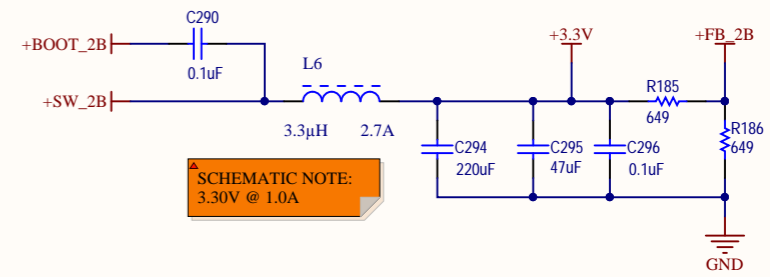 C290
+BOOT_2B
0.1uF
+SW_2B
L6
3.3µH 2.7A
+3.3V
+FB_2B
R185
649
R186
649
C294
220uF
C295
47uF
C296
0.1uF
SCHEMATIC NOTE:
3.30V @ 1.0A
GND